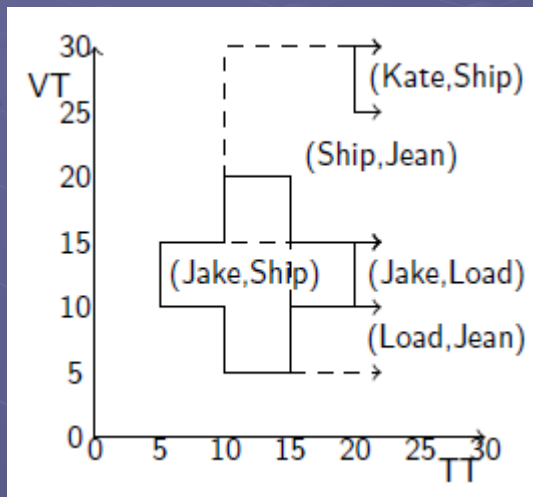 30
VT
(Kate,Ship)
25
(Ship,Jean)
20
15
(Jake,Ship) (Jake,Load)
10
(Load,Jean)
5
0
0 5 10 15 20 25 30
TT